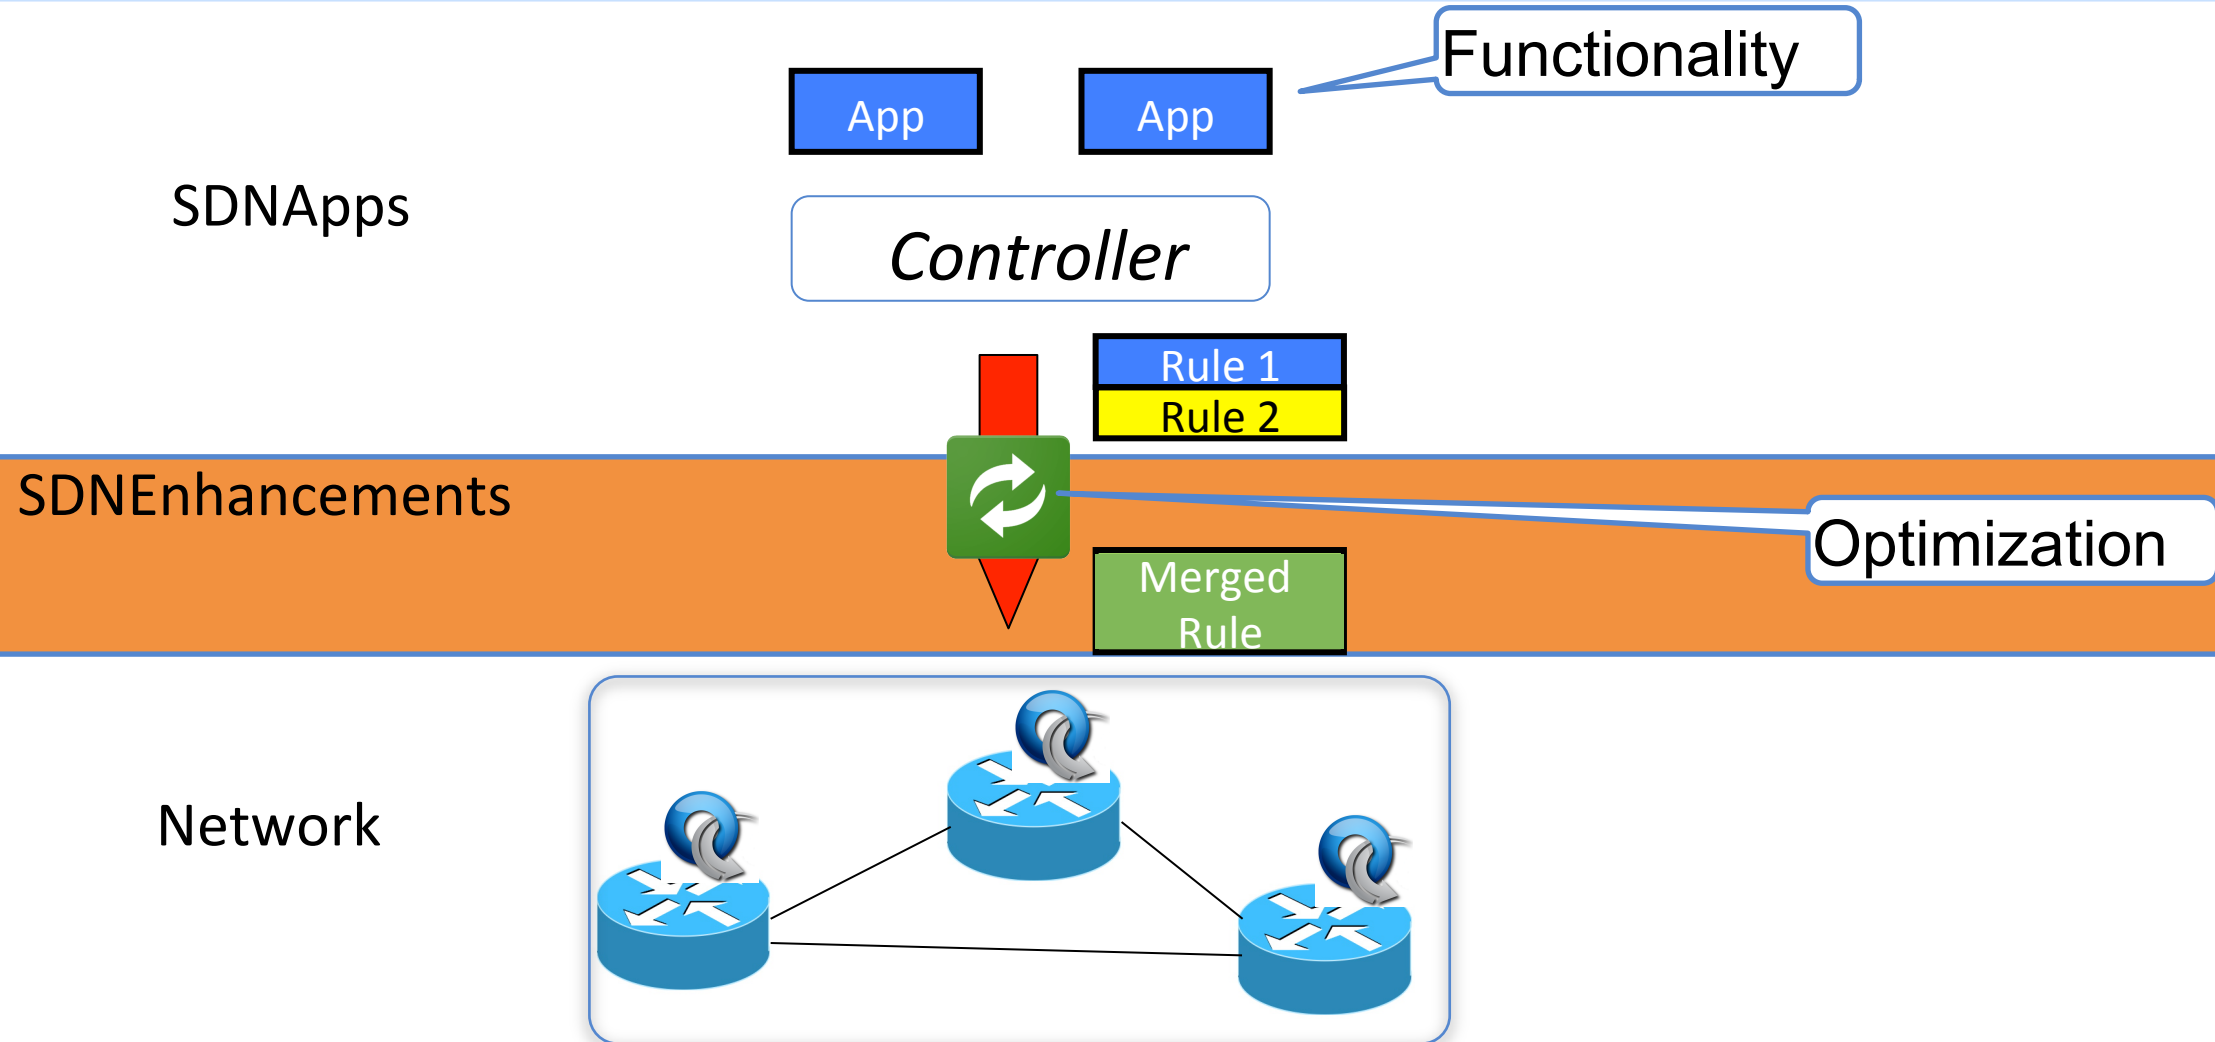 Functionality
App
App
SDNApps
Controller
Rule 1
Rule 2
SDNEnhancements
Optimization
Merged
Rule
Network